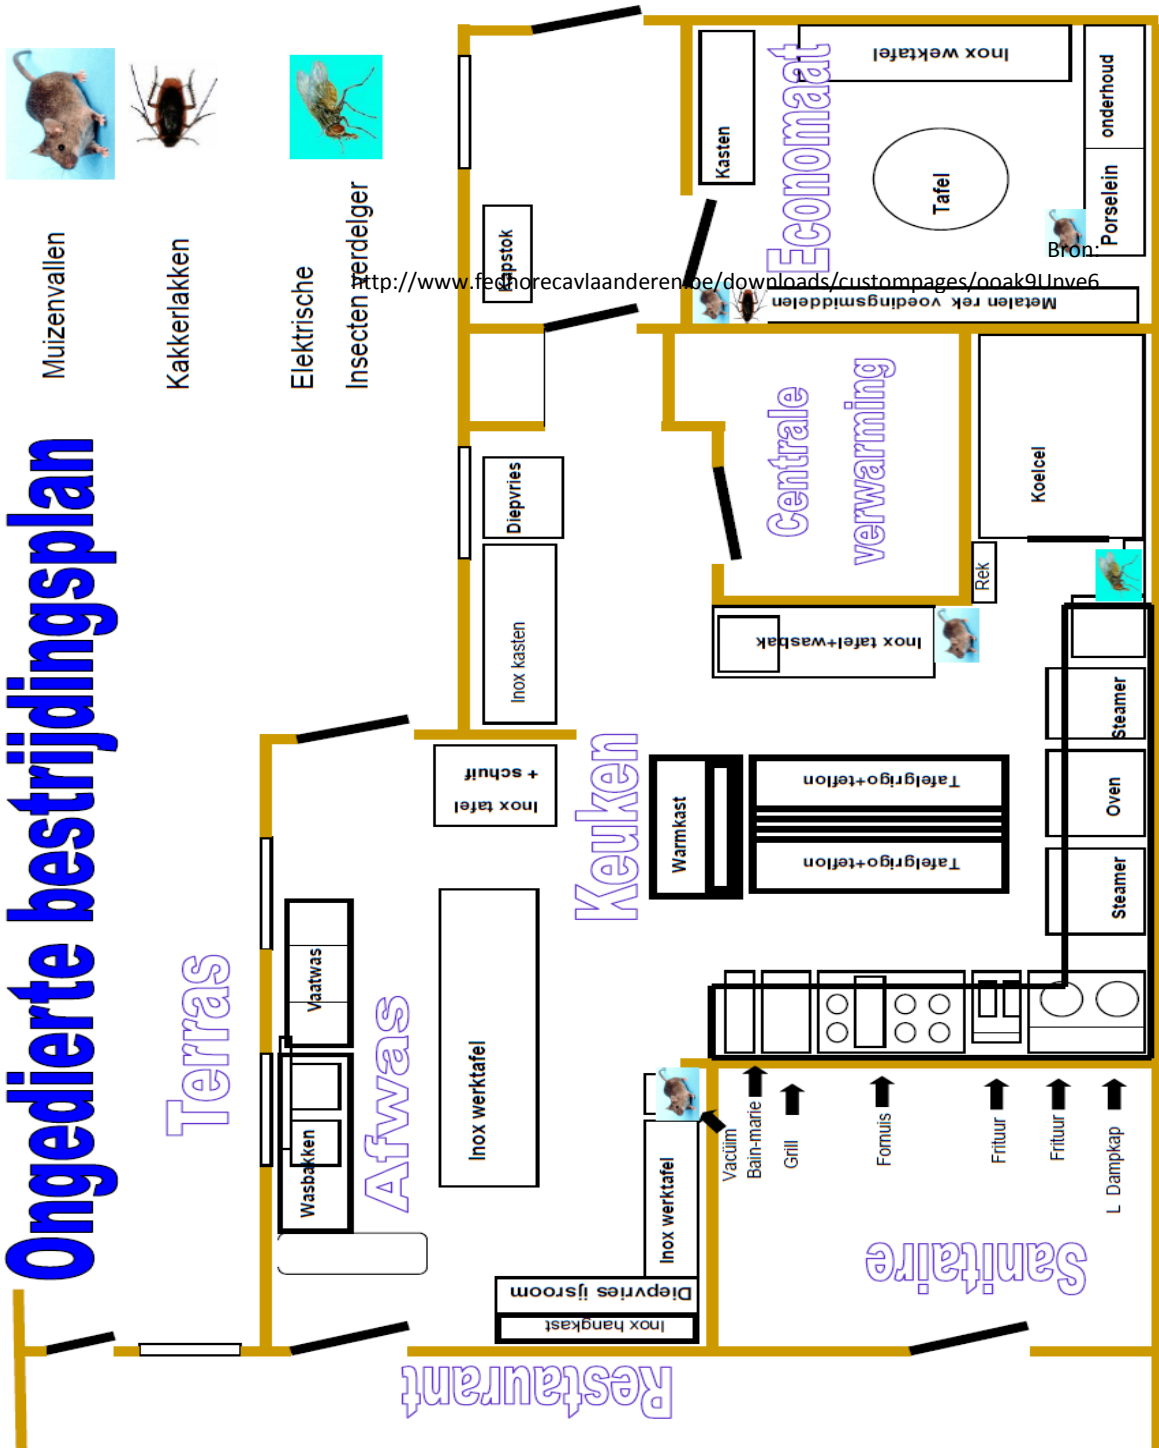 Ongedierte bestrijdingsplan
Muizenvallen
Kakkerlaken
Elektrische
Insecten verdelger
Terras
Afwas
Keuken
Economaat
Centrale
verwarming
Sanitaire
Restaurant
Kapstok
Kasten
Inox wektafel
Tafel
onderhoud
Porselein
Bron:
http://www.fedhorecavlaanderen.be/downloads/custompages/ooak9Unve6
Metalen rek voedingsmiddelen
Diepvries
Inox kasten
Koelcel
Rek
Inox tafel+wasbak
Inox tafel
+ schuif
Warmkast
Tafelgrigo+teflon
Tafelgrigo+teflon
Steamer
Oven
Steamer
Vaatwas
Wasbakken
Inox werktafel
Inox werktafel
Diepvries ijsroom
Inox hangkast
Vacüim
Bain-marie
Grill
Fornuis
Frituur
Frituur
L Dampkap